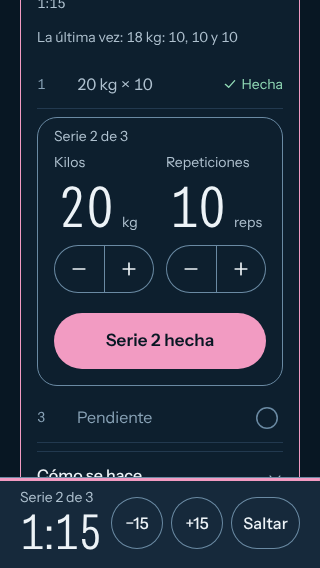 1:15
La última vez: 18 kg: 10, 10 y 10
1 20 kg × 10 Hecha
Serie 2 de 3
Kilos Repeticiones
20 kg 10 reps
− + − +
Serie 2 hecha
3 Pendiente
Cómo se hace
Serie 2 de 3
1:15 −15 +15 Saltar